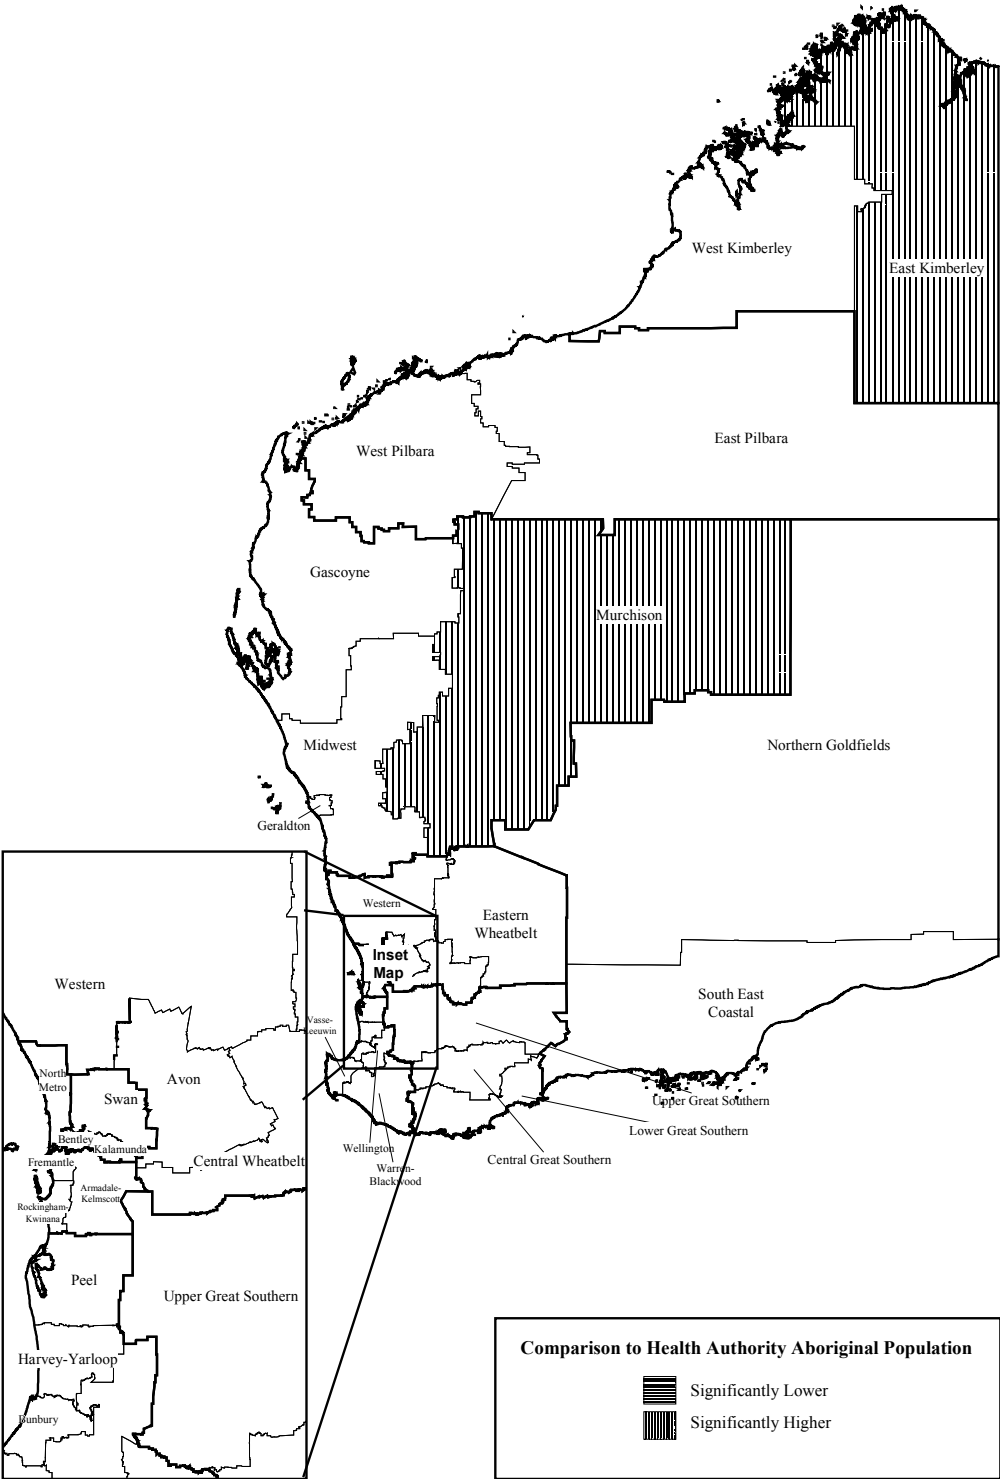 West Kimberley
East Kimberley
East Pilbara
West Pilbara
Gascoyne
Murchison
Midwest
Northern Goldfields
Geraldton
Western
Eastern
Wheatbelt
Inset
Map
South East
Coastal
Vasse-
Leeuwin
Upper Great Southern
Lower Great Southern
Central Great Southern
Wellington
Warren-
Blackwood
Western
North
Metro
Avon
Swan
Bentley
Kalamunda
Fremantle
Central Wheatbelt
Armadale-
Kelmscott
Rockingham-
Kwinana
Peel
Upper Great Southern
Harvey-Yarloop
Bunbury
Comparison to Health Authority Aboriginal Population
Significantly Lower
Significantly Higher